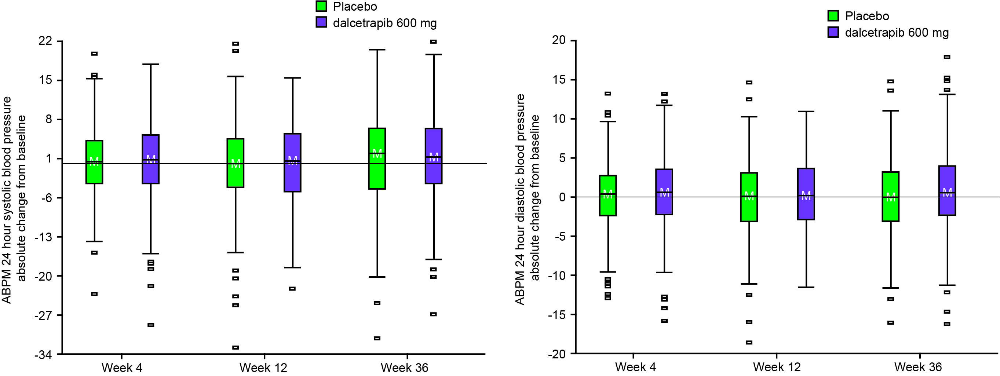 Placebo
dalcetrapib 600 mg
ABPM 24 hour systolic blood pressure
absolute change from baseline
22
15
8
1
-6
-13
-20
-27
-34
M
M
M
M
M
M
Week 4
Week 12
Week 36
Placebo
dalcetrapib 600 mg
ABPM 24 hour diastolic blood pressure
absolute change from baseline
20
15
10
5
0
-5
-10
-15
-20
M
M
M
M
M
M
Week 4
Week 12
Week 36